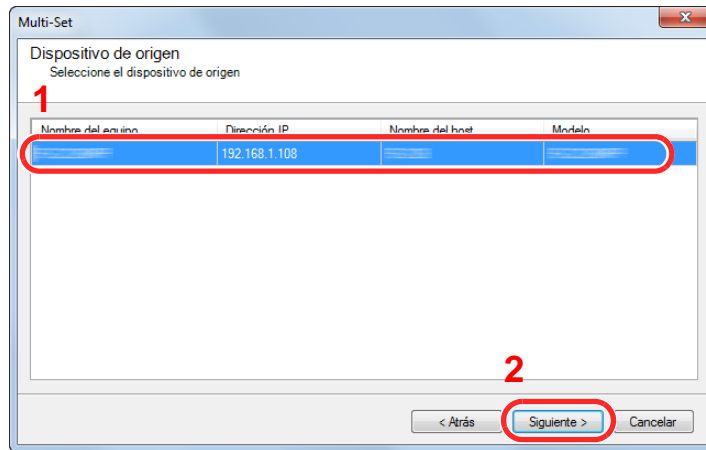 Multi-Set
Dispositivo de origen
Seleccione el dispositivo de origen
1
Nombre del equipo Dirección IP Nombre del host Modelo
192.168.1.108
2
< Atrás Siguiente > Cancelar